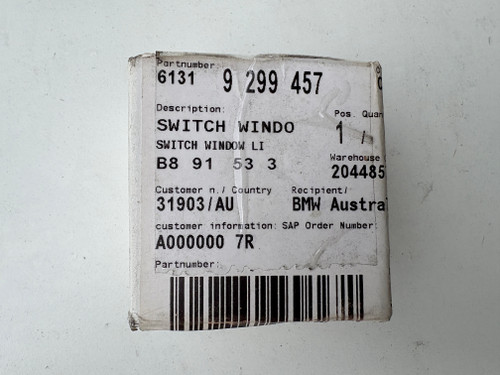 Partnumber:
6131 9 299 457
Description: Pos. Quan
SWITCH WINDO 1 /
SWITCH WINDOW LI
B8 91 53 3 Warehouse
204485
Customer n./ Country Recipient/
31903/AU BMW Austral
customer information: SAP Order Number:
A000000 7R
Partnumber: